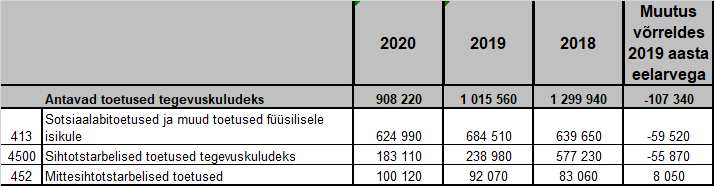 2020 2019 2018 Muutus võrreldes 2019 aasta eelarvega
Antavad toetused tegevuskuludeks 908 220 1 015 560 1 299 940 -107 340
413 Sotsiaalabitoetused ja muud toetused füüsilisele isikule 624 990 684 510 639 650 -59 520
4500 Sihtotstarbelised toetused tegevuskuludeks 183 110 238 980 577 230 -55 870
452 Mittesihtotstarbelised toetused 100 120 92 070 83 060 8 050